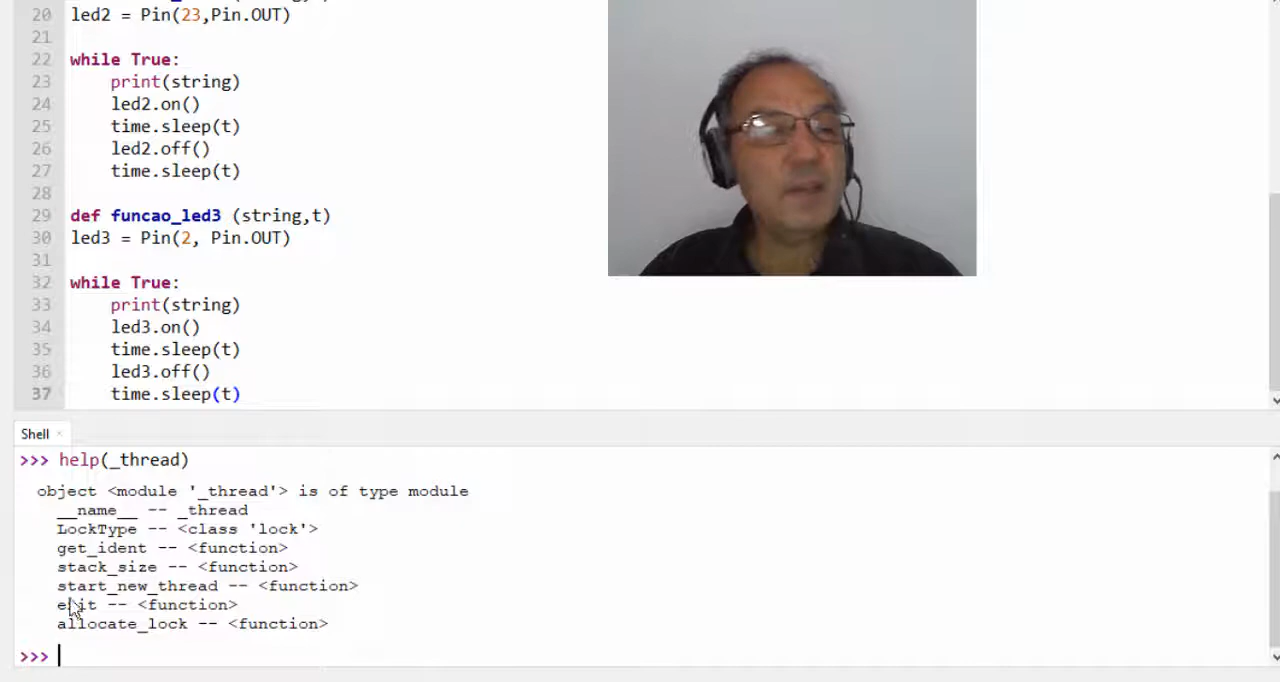 20 led2 = Pin(23,Pin.OUT)
21
22 while True:
23     print(string)
24     led2.on()
25     time.sleep(t)
26     led2.off()
27     time.sleep(t)
28
29 def funcao_led3 (string,t)
30 led3 = Pin(2, Pin.OUT)
31
32 while True:
33     print(string)
34     led3.on()
35     time.sleep(t)
36     led3.off()
37     time.sleep(t)
Shell ×
>>> help(_thread)
object <module '_thread'> is of type module
__name__ -- _thread
LockType -- <class 'lock'>
get_ident -- <function>
stack_size -- <function>
start_new_thread -- <function>
exit -- <function>
allocate_lock -- <function>
>>>